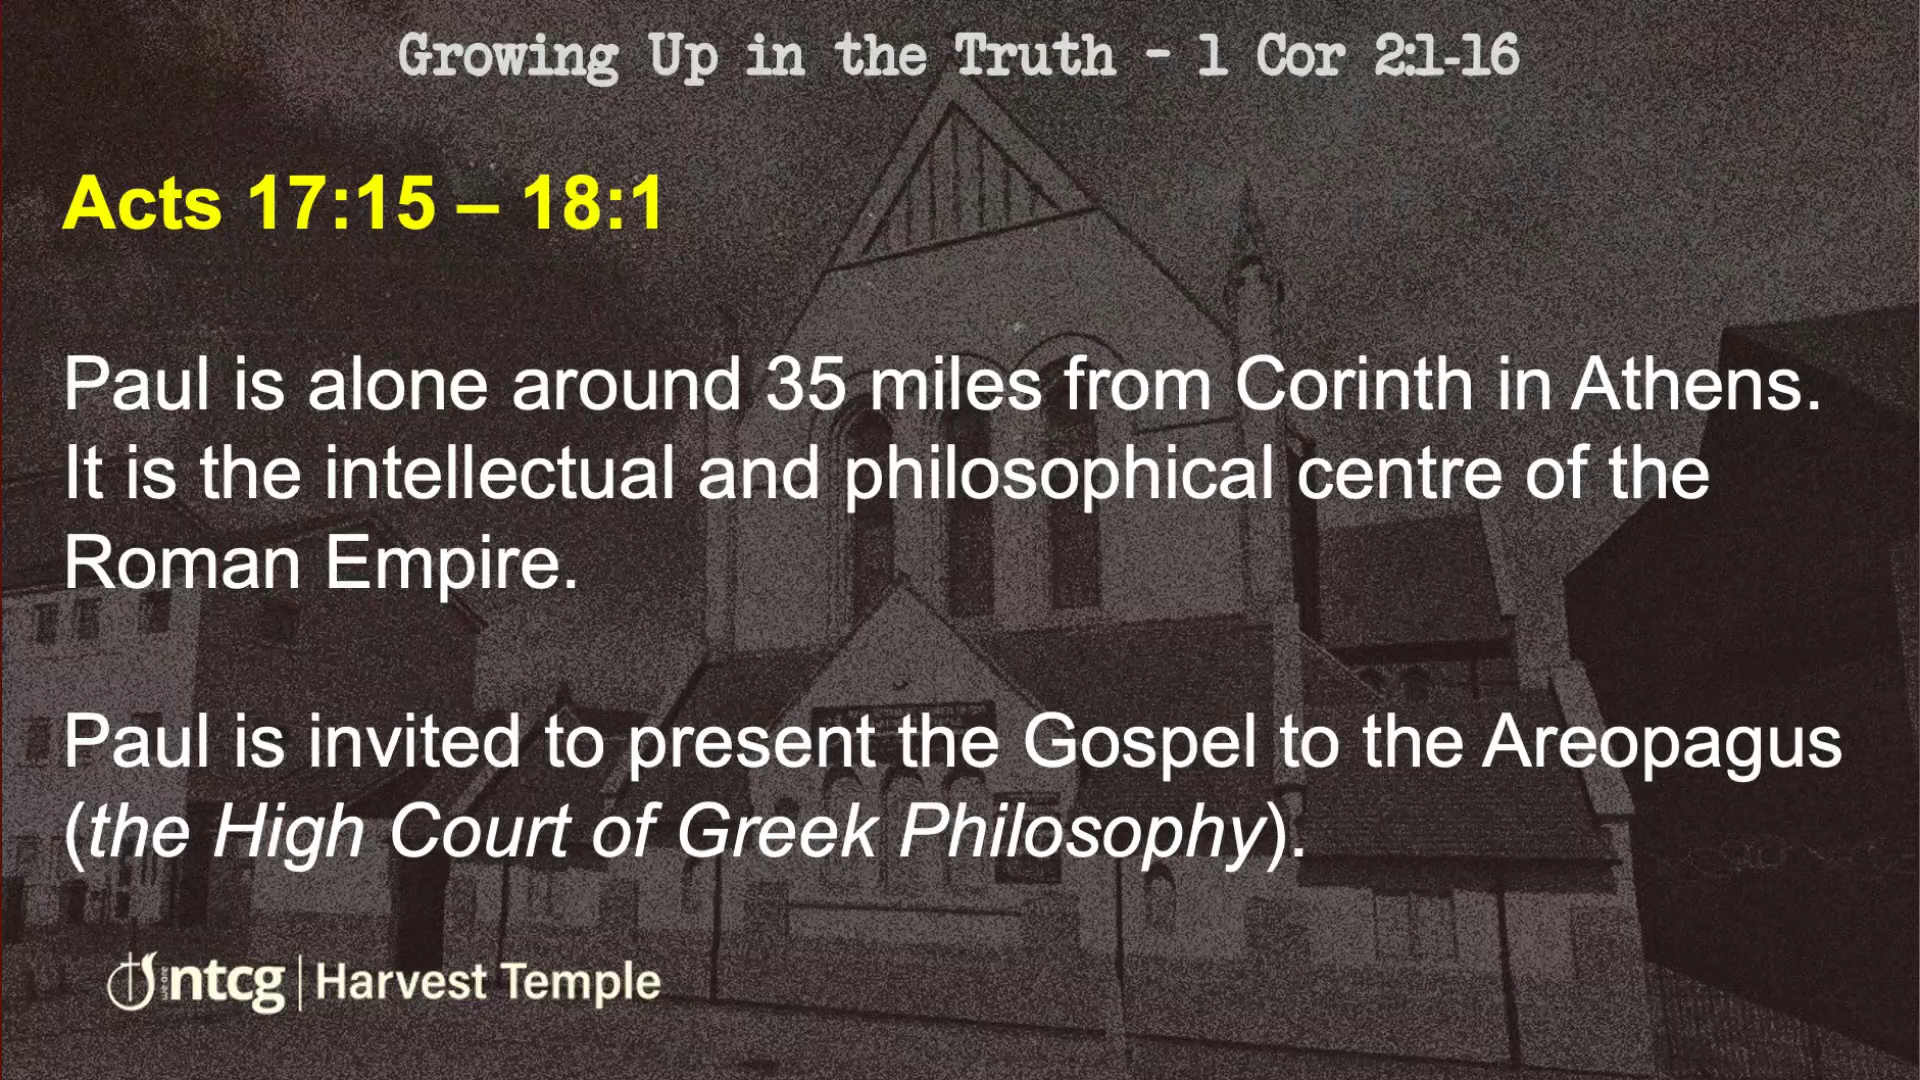 Growing Up in the Truth - 1 Cor 2:1-16
Acts 17:15 – 18:1
Paul is alone around 35 miles from Corinth in Athens.
It is the intellectual and philosophical centre of the
Roman Empire.
Paul is invited to present the Gospel to the Areopagus
(the High Court of Greek Philosophy).
we are ntcg | Harvest Temple